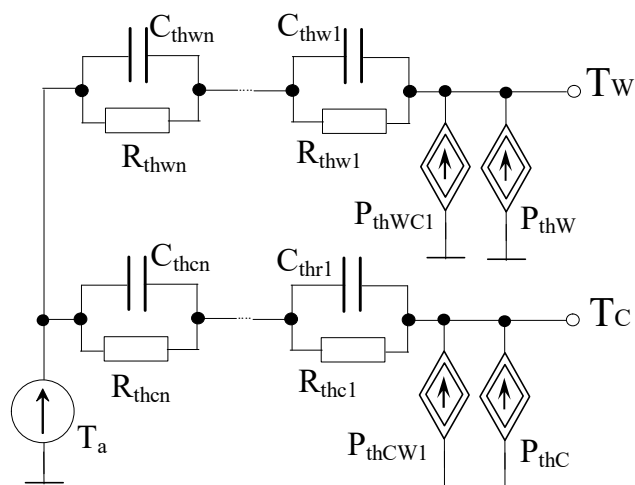 Cthwn
Cthw1
TW
Rthwn
Rthw1
PthWC1
PthW
Cthcn
Cthr1
TC
Rthcn
Rthc1
Ta
PthCW1
PthC